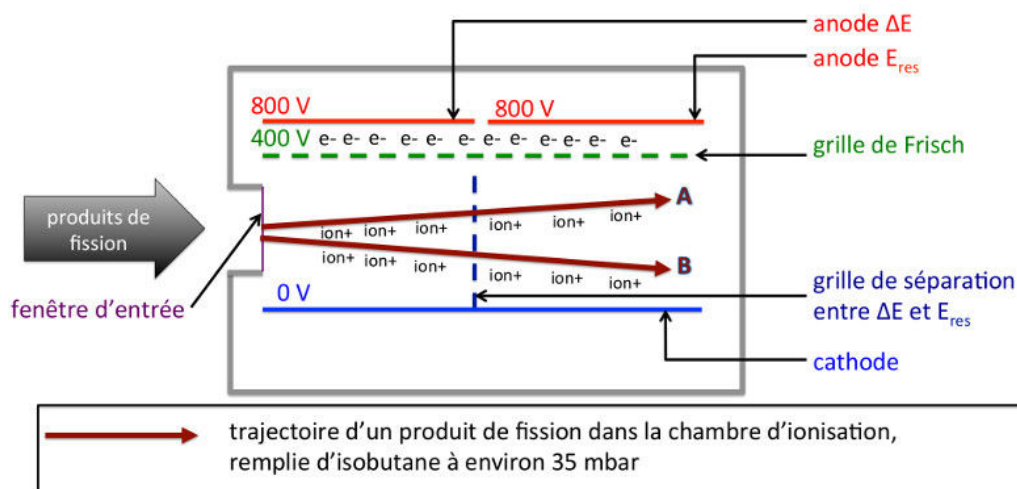 anode ΔE
anode E_res
800 V
800 V
400 V
e- e- e- e- e- e- e- e- e- e- e- e-
grille de Frisch
produits de
fission
A
ion+ ion+ ion+ ion+ ion+ ion+
B
ion+ ion+ ion+ ion+ ion+ ion+
fenêtre d'entrée
0 V
grille de séparation
entre ΔE et E_res
cathode
trajectoire d'un produit de fission dans la chambre d'ionisation,
remplie d'isobutane à environ 35 mbar